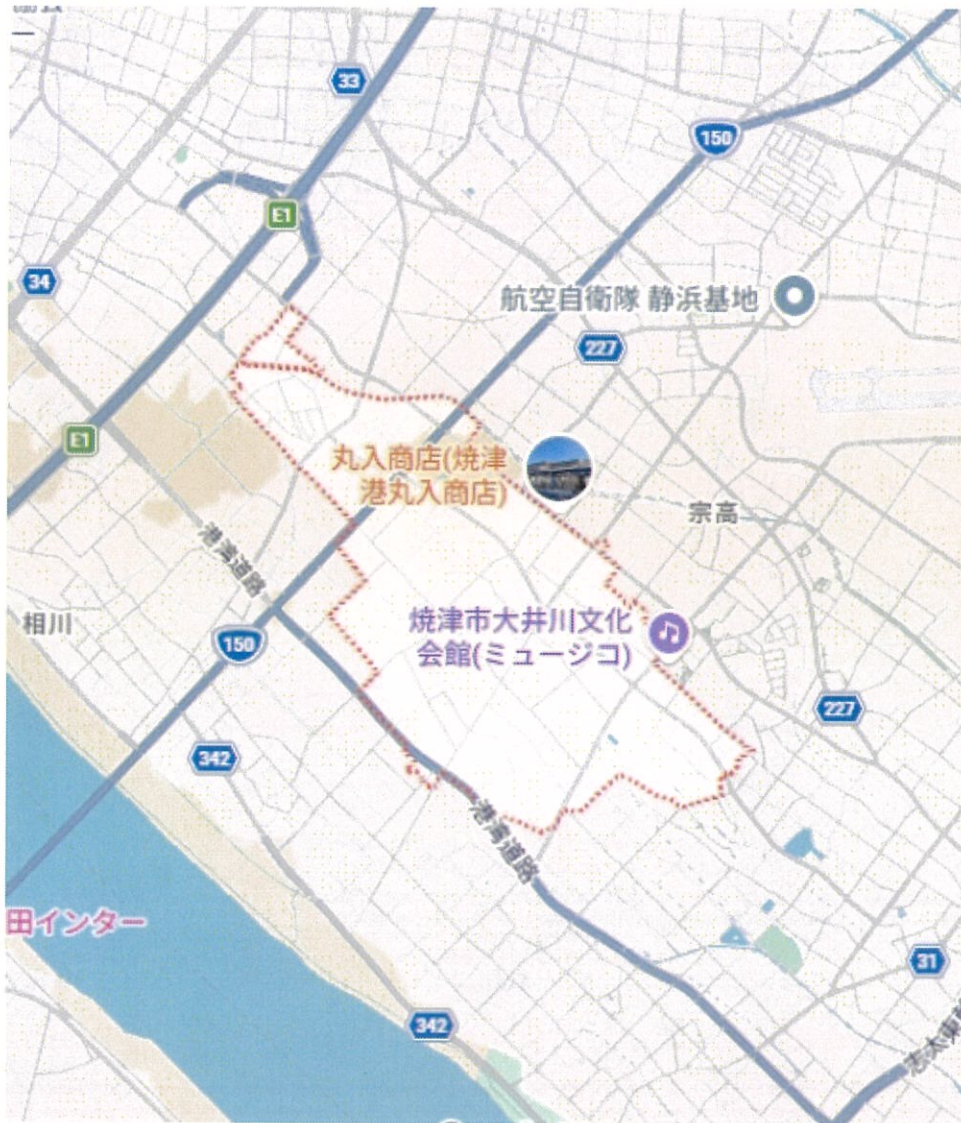 33
150
E1
34
航空自衛隊 静浜基地
227
E1
丸入商店(焼津
港丸入商店)
宗高
港湾道路
相川
焼津市大井川文化
会館(ミュージコ)
150
227
342
港湾道路
田インター
31
342
志太東